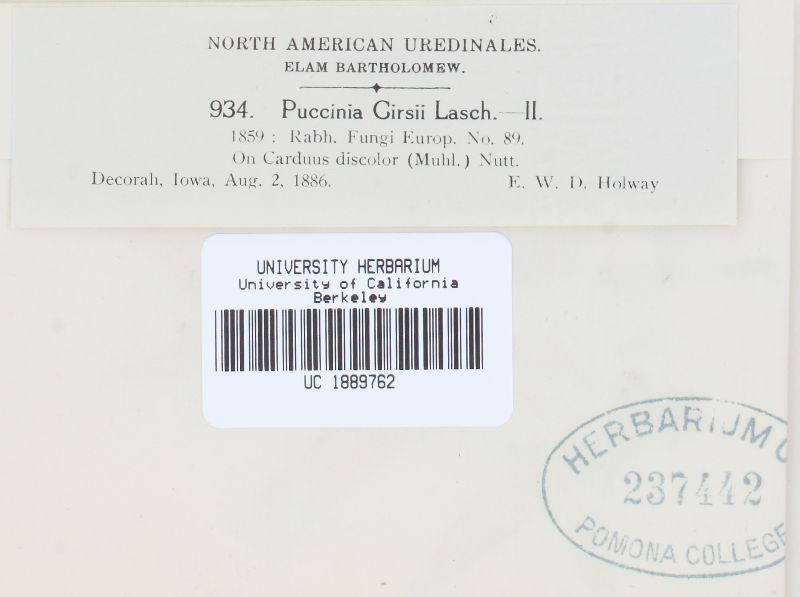 NORTH AMERICAN UREDINALES.
ELAM BARTHOLOMEW.
934. Puccinia Cirsii Lasch.—II.
1859 : Rabh. Fungi Europ. No. 89.
On Carduus discolor (Muhl.) Nutt.
Decorah, Iowa, Aug. 2, 1886. E. W. D. Holway
UNIVERSITY HERBARIUM
University of California
Berkeley
UC 1889762
HERBARIUM O
237442
POMONA COLLEGE